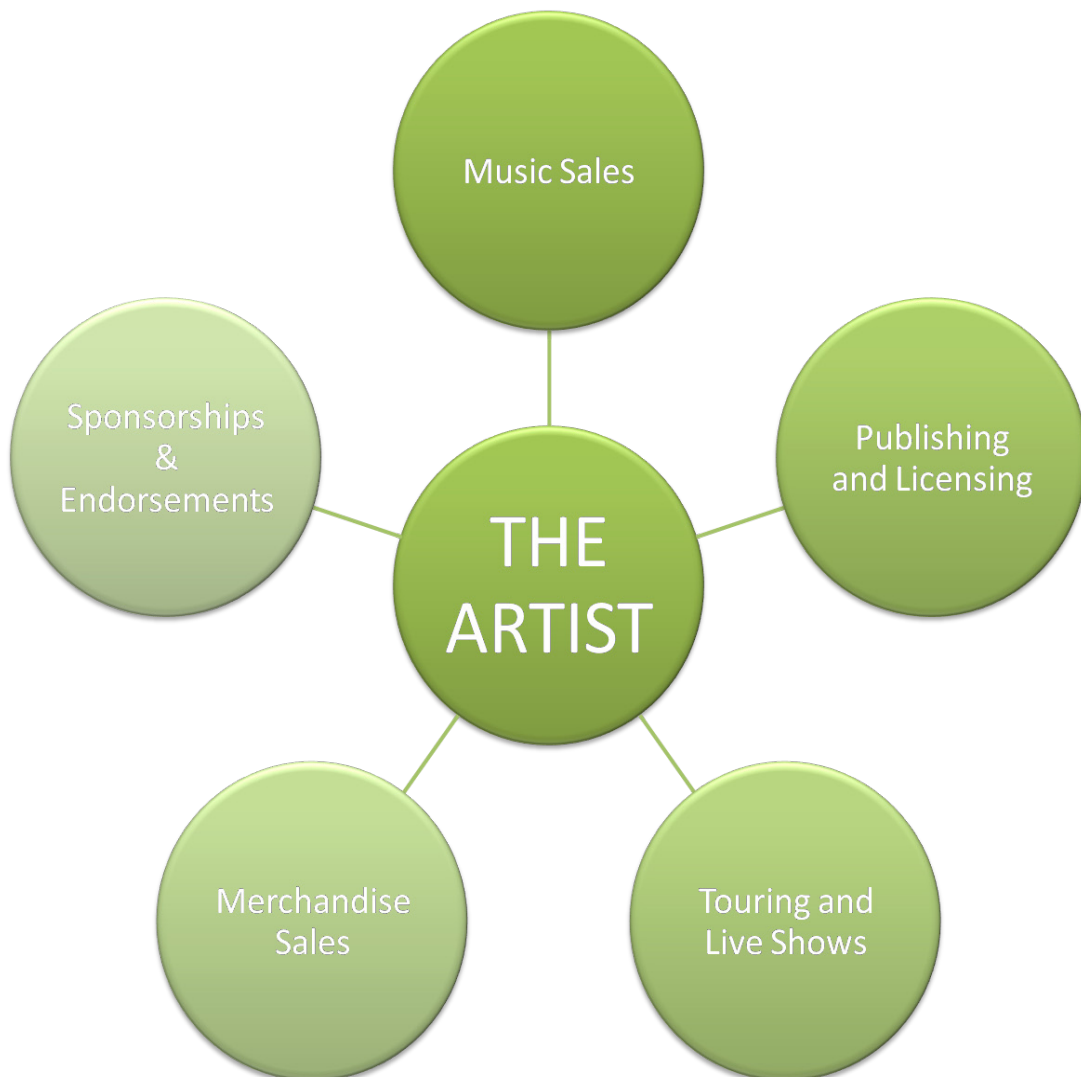 Music Sales
Publishing
and Licensing
Touring and
Live Shows
Merchandise
Sales
Sponsorships
&
Endorsements
THE
ARTIST